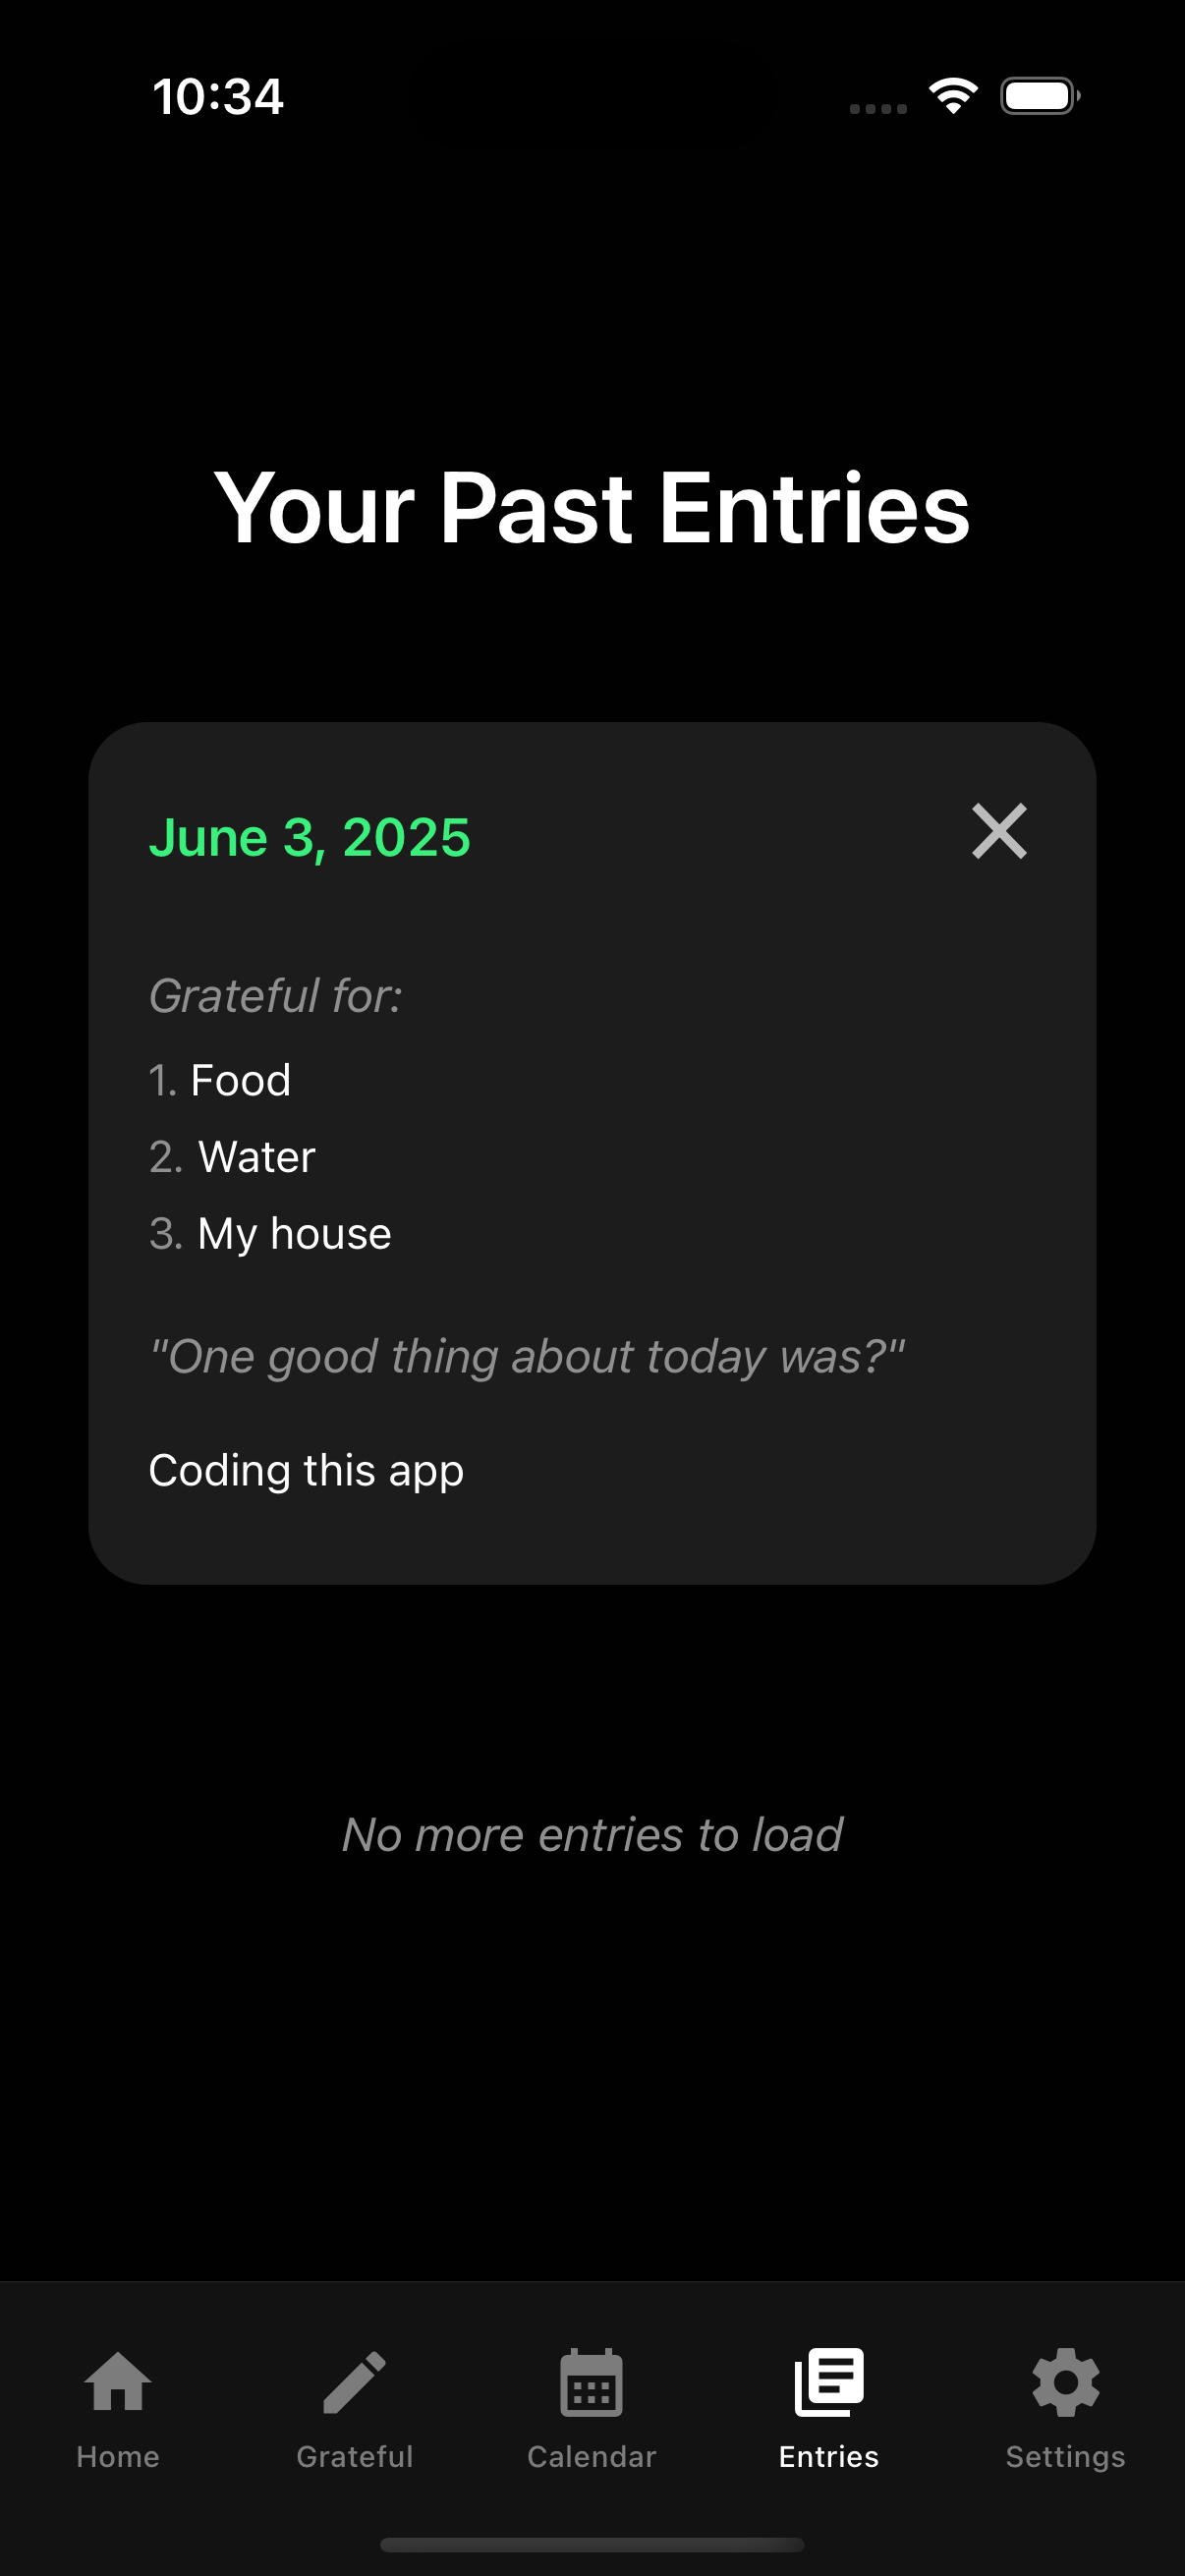 10:34
Your Past Entries
June 3, 2025
Grateful for:
1. Food
2. Water
3. My house
"One good thing about today was?"
Coding this app
No more entries to load
Home
Grateful
Calendar
Entries
Settings